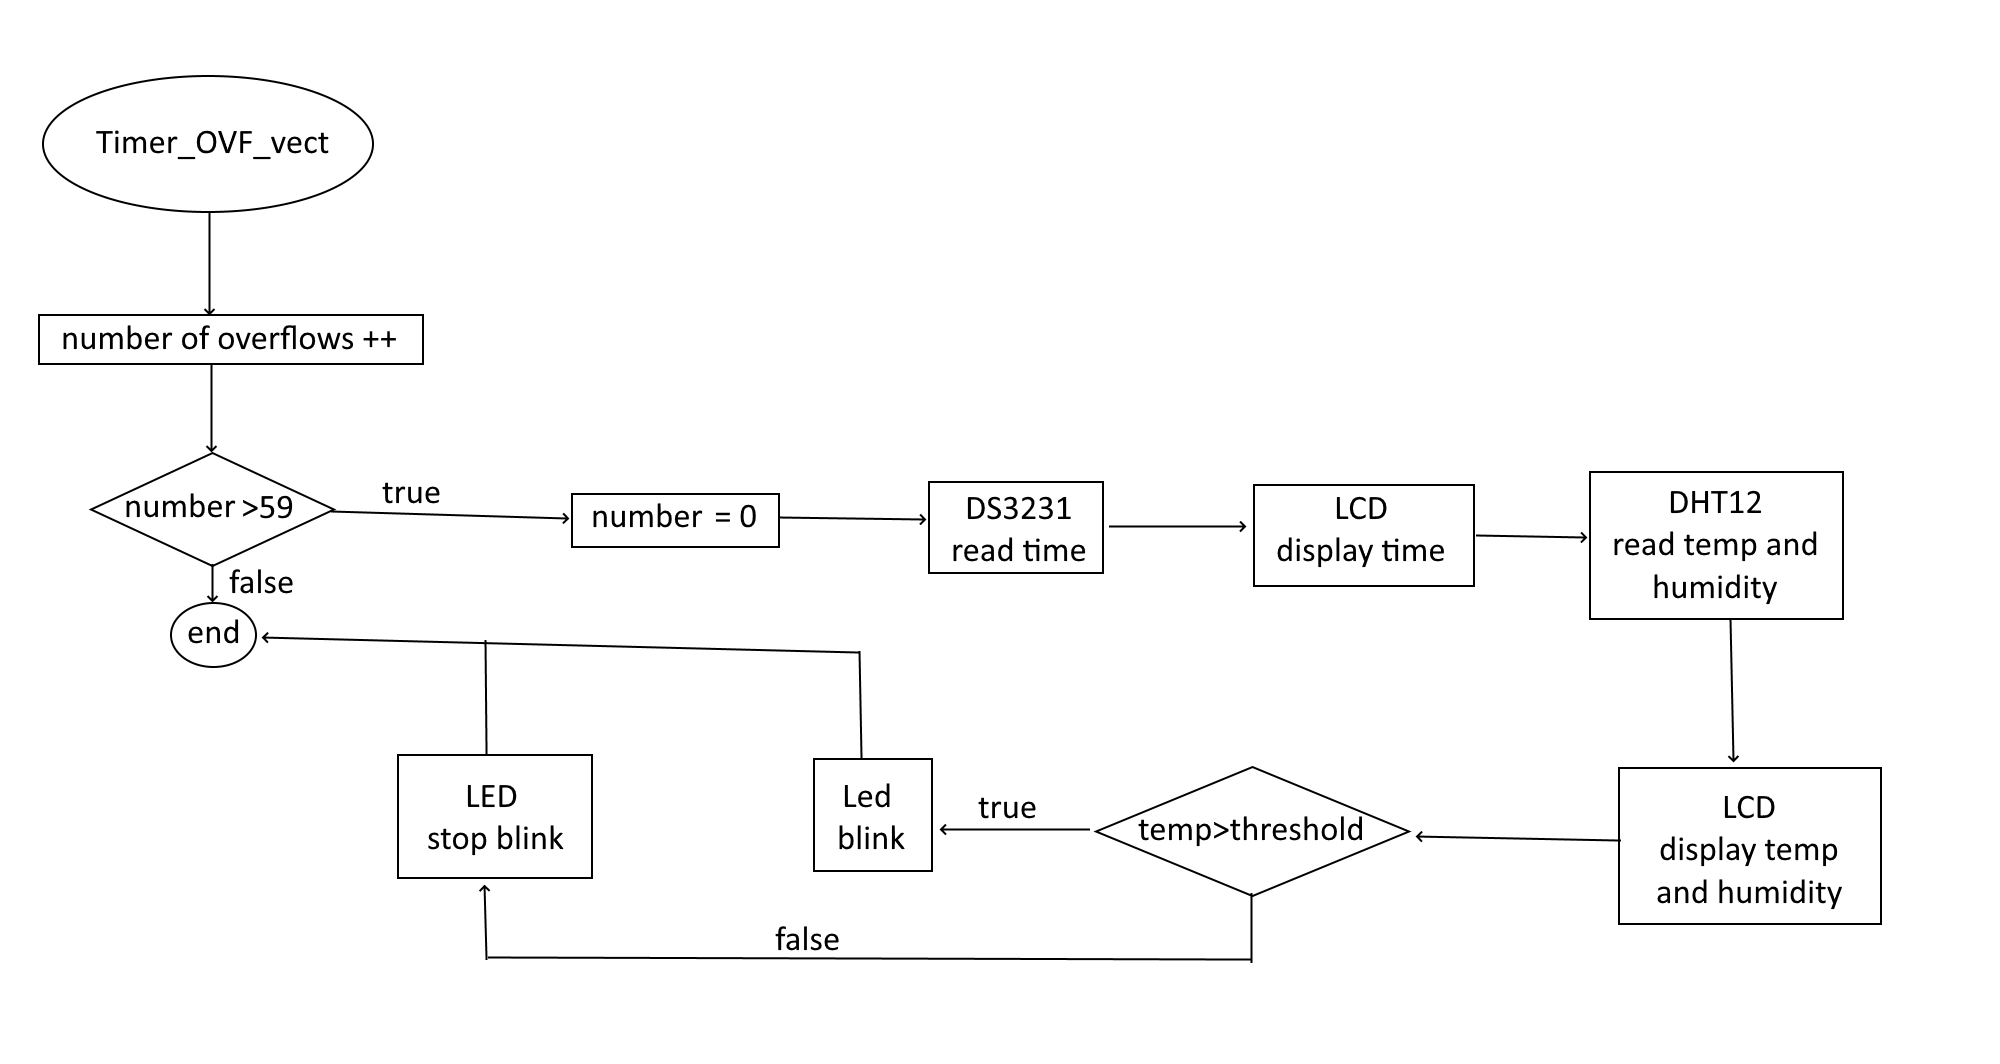 Timer_OVF_vect
number of overflows ++
number >59
true
false
end
number = 0
DS3231
read time
LCD
display time
DHT12
read temp and
humidity
LCD
display temp
and humidity
temp>threshold
true
false
Led
blink
LED
stop blink